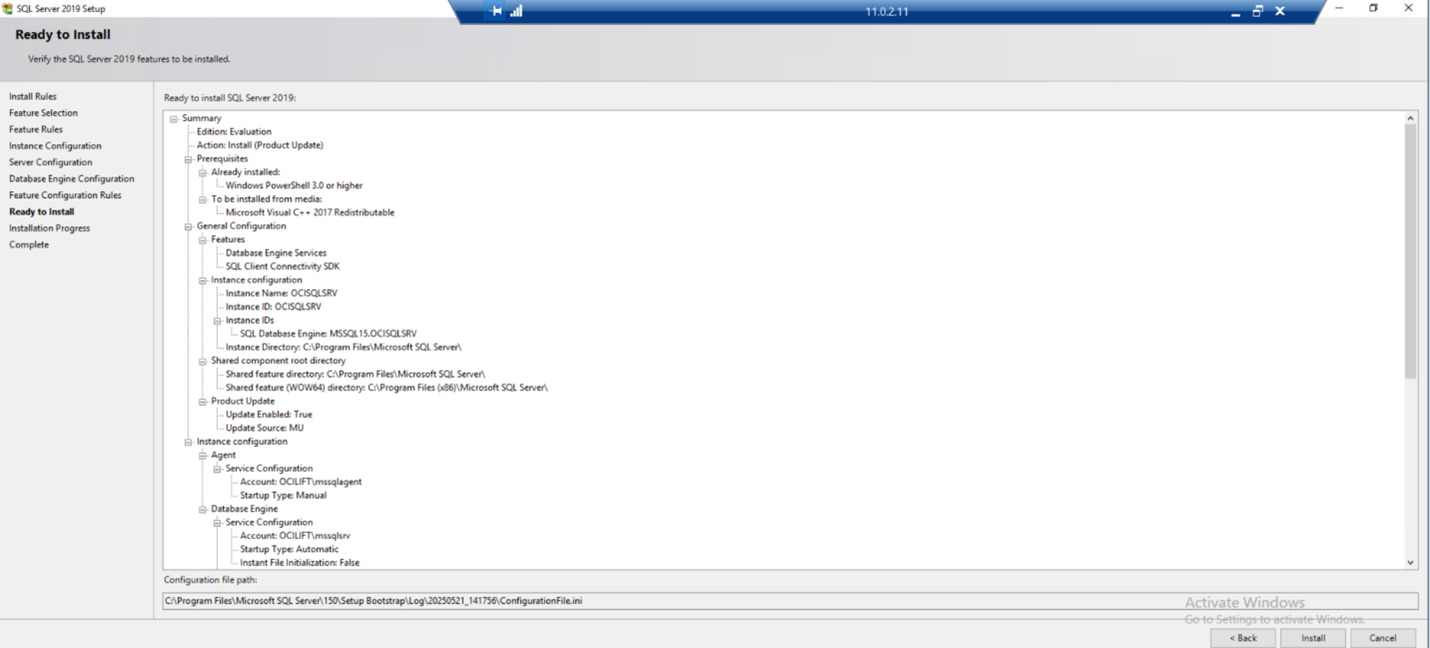 SQL Server 2019 Setup
11.0.2.11
Ready to Install
Verify the SQL Server 2019 features to be installed.
Install Rules
Feature Selection
Feature Rules
Instance Configuration
Server Configuration
Database Engine Configuration
Feature Configuration Rules
Ready to Install
Installation Progress
Complete
Ready to install SQL Server 2019:
Summary
Edition: Evaluation
Action: Install (Product Update)
Prerequisites
Already installed:
Windows PowerShell 3.0 or higher
To be installed from media:
Microsoft Visual C++ 2017 Redistributable
General Configuration
Features
Database Engine Services
SQL Client Connectivity SDK
Instance configuration
Instance Name: OCISQLSRV
Instance ID: OCISQLSRV
Instance IDs
SQL Database Engine: MSSQL15.OCISQLSRV
Instance Directory: C:\Program Files\Microsoft SQL Server\
Shared component root directory
Shared feature directory: C:\Program Files\Microsoft SQL Server\
Shared feature (WOW64) directory: C:\Program Files (x86)\Microsoft SQL Server\
Product Update
Update Enabled: True
Update Source: MU
Instance configuration
Agent
Service Configuration
Account: OCILIFT\mssqlagent
Startup Type: Manual
Database Engine
Service Configuration
Account: OCILIFT\mssqlsrv
Startup Type: Automatic
Instant File Initialization: False
Configuration file path:
C:\Program Files\Microsoft SQL Server\150\Setup Bootstrap\Log\20250521_141756\ConfigurationFile.ini
Activate Windows
Go to Settings to activate Windows.
< Back
Install
Cancel